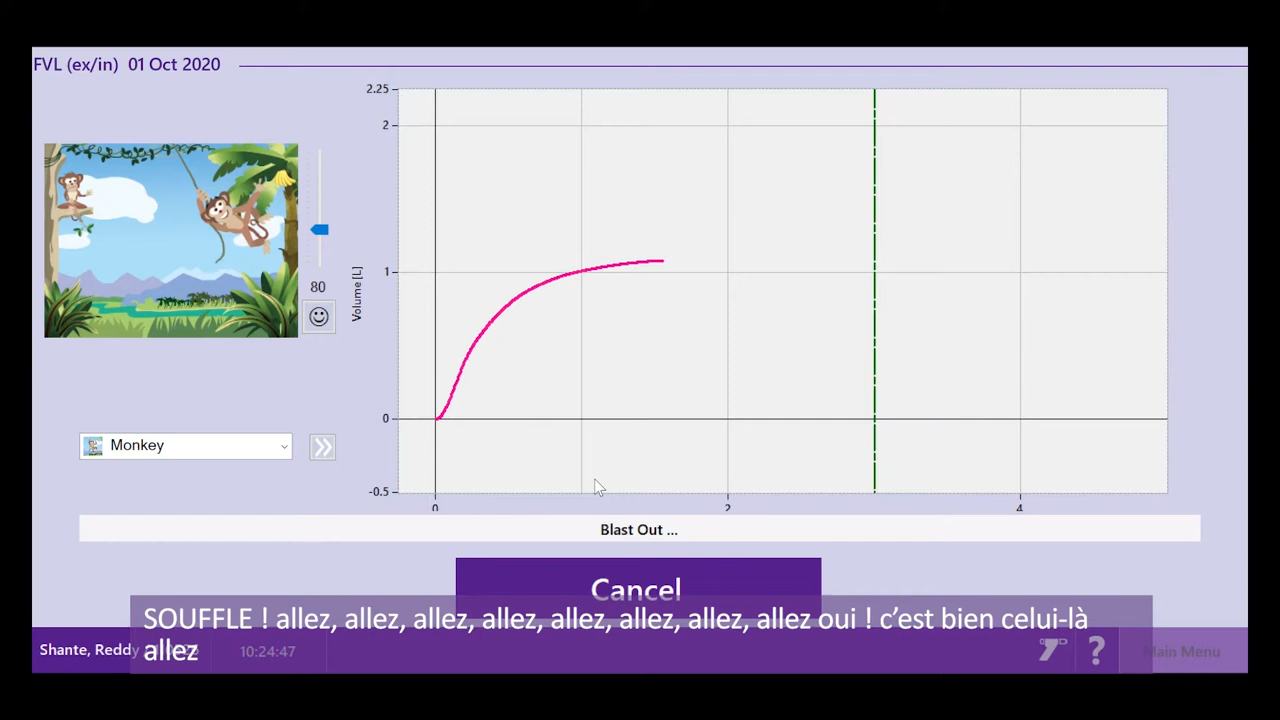 FVL (ex/in) 01 Oct 2020
2.25
2
1
0
-0.5
Volume [L]
0
2
4
80
Monkey
Blast Out ...
Cancel
SOUFFLE ! allez, allez, allez, allez, allez, allez, allez, allez oui ! c’est bien celui-là
allez
Shante, Reddy
10:24:47
?
Main Menu